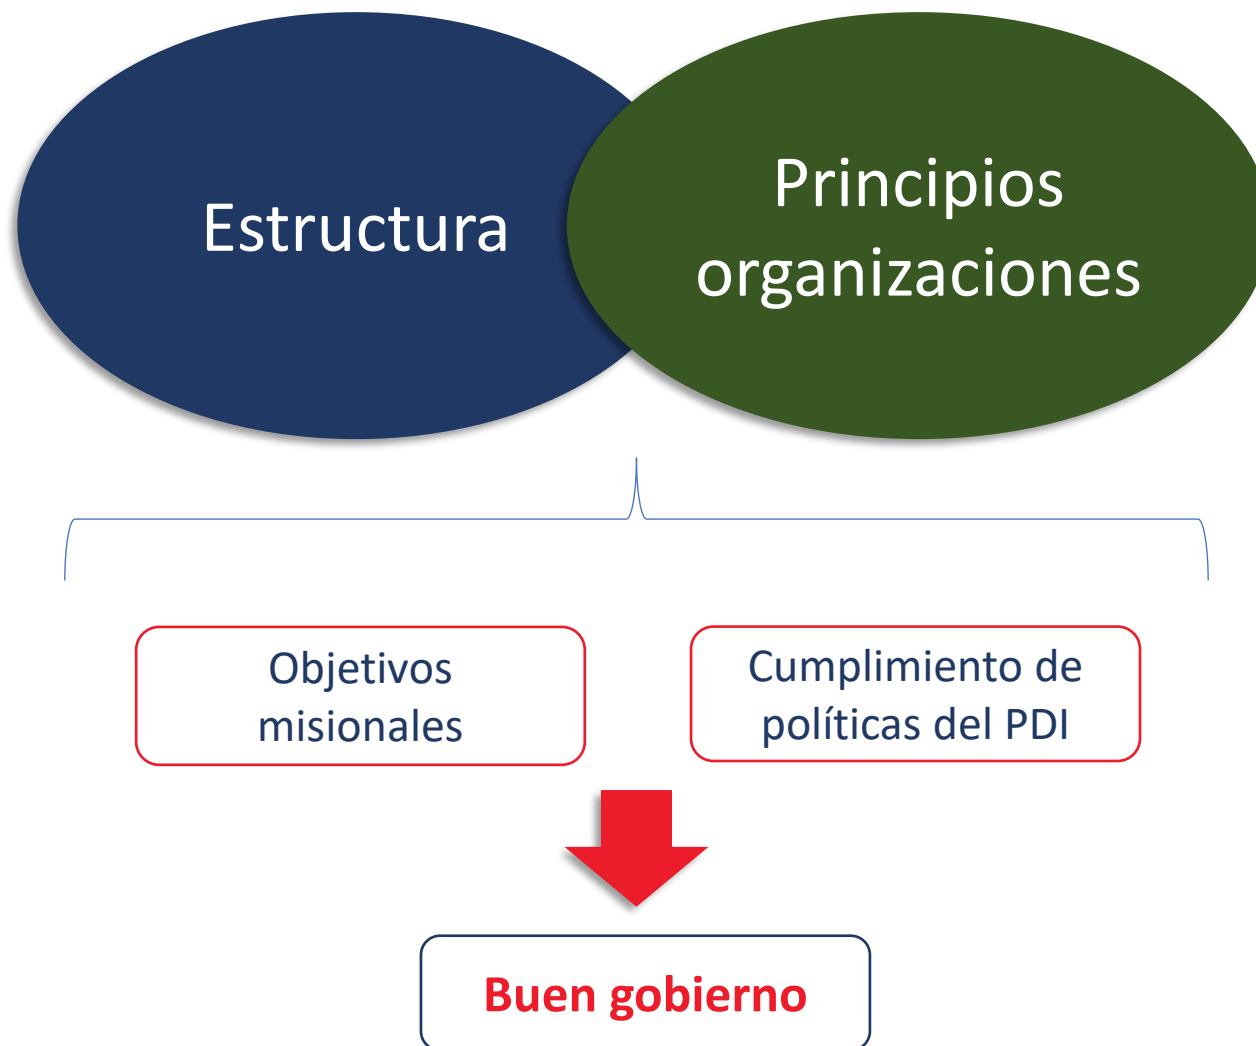 Estructura
Principios
organizaciones
Objetivos
misionales
Cumplimiento de
políticas del PDI
Buen gobierno